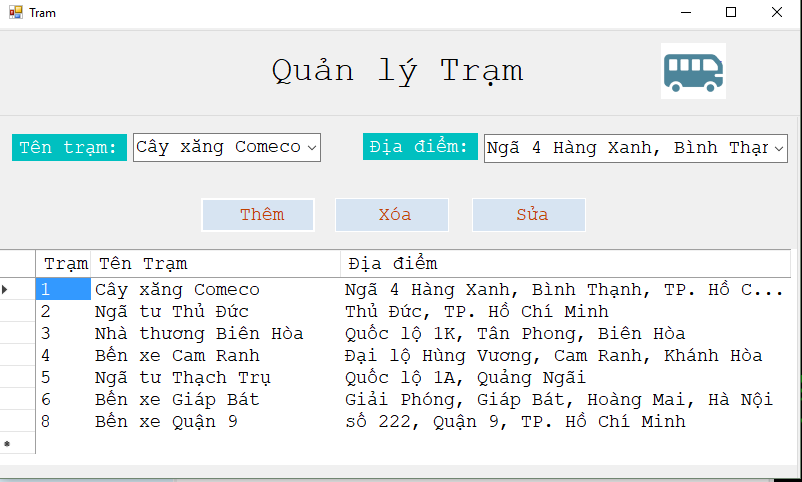 Tram
Quản lý Trạm
Tên trạm: Cây xăng Comeco Địa điểm: Ngã 4 Hàng Xanh, Bình Thạn
Thêm Xóa Sửa
Trạm Tên Trạm Địa điểm
1 Cây xăng Comeco Ngã 4 Hàng Xanh, Bình Thạnh, TP. Hồ C...
2 Ngã tư Thủ Đức Thủ Đức, TP. Hồ Chí Minh
3 Nhà thương Biên Hòa Quốc lộ 1K, Tân Phong, Biên Hòa
4 Bến xe Cam Ranh Đại lộ Hùng Vương, Cam Ranh, Khánh Hòa
5 Ngã tư Thạch Trụ Quốc lộ 1A, Quảng Ngãi
6 Bến xe Giáp Bát Giải Phóng, Giáp Bát, Hoàng Mai, Hà Nội
8 Bến xe Quận 9 số 222, Quận 9, TP. Hồ Chí Minh